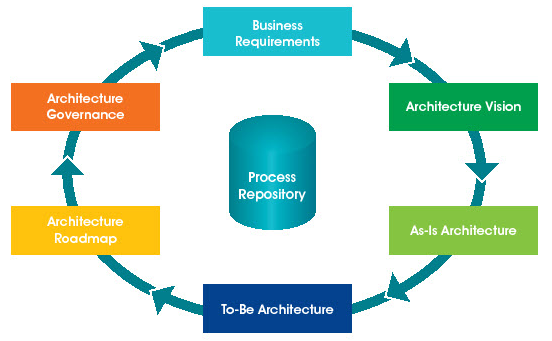 Business
Requirements
Architecture Vision
As-Is Architecture
To-Be Architecture
Architecture
Roadmap
Architecture
Governance
Process
Repository